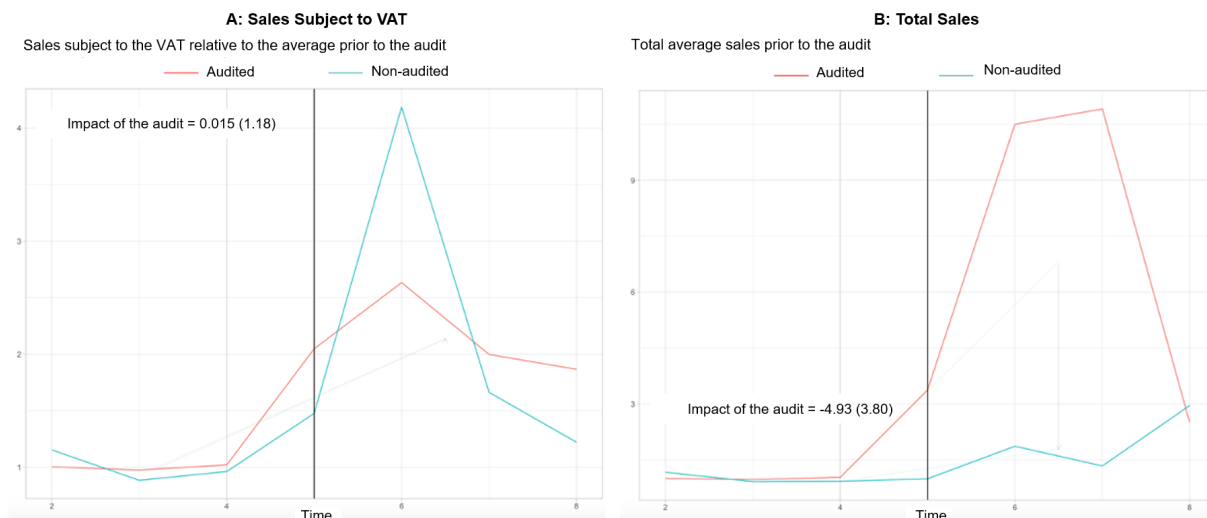 A: Sales Subject to VAT
Sales subject to the VAT relative to the average prior to the audit
Audited
Non-audited
Impact of the audit = 0.015 (1.18)
4
3
2
1
2
4
6
8
Time
B: Total Sales
Total average sales prior to the audit
Audited
Non-audited
9
6
3
Impact of the audit = -4.93 (3.80)
2
4
6
8
Time